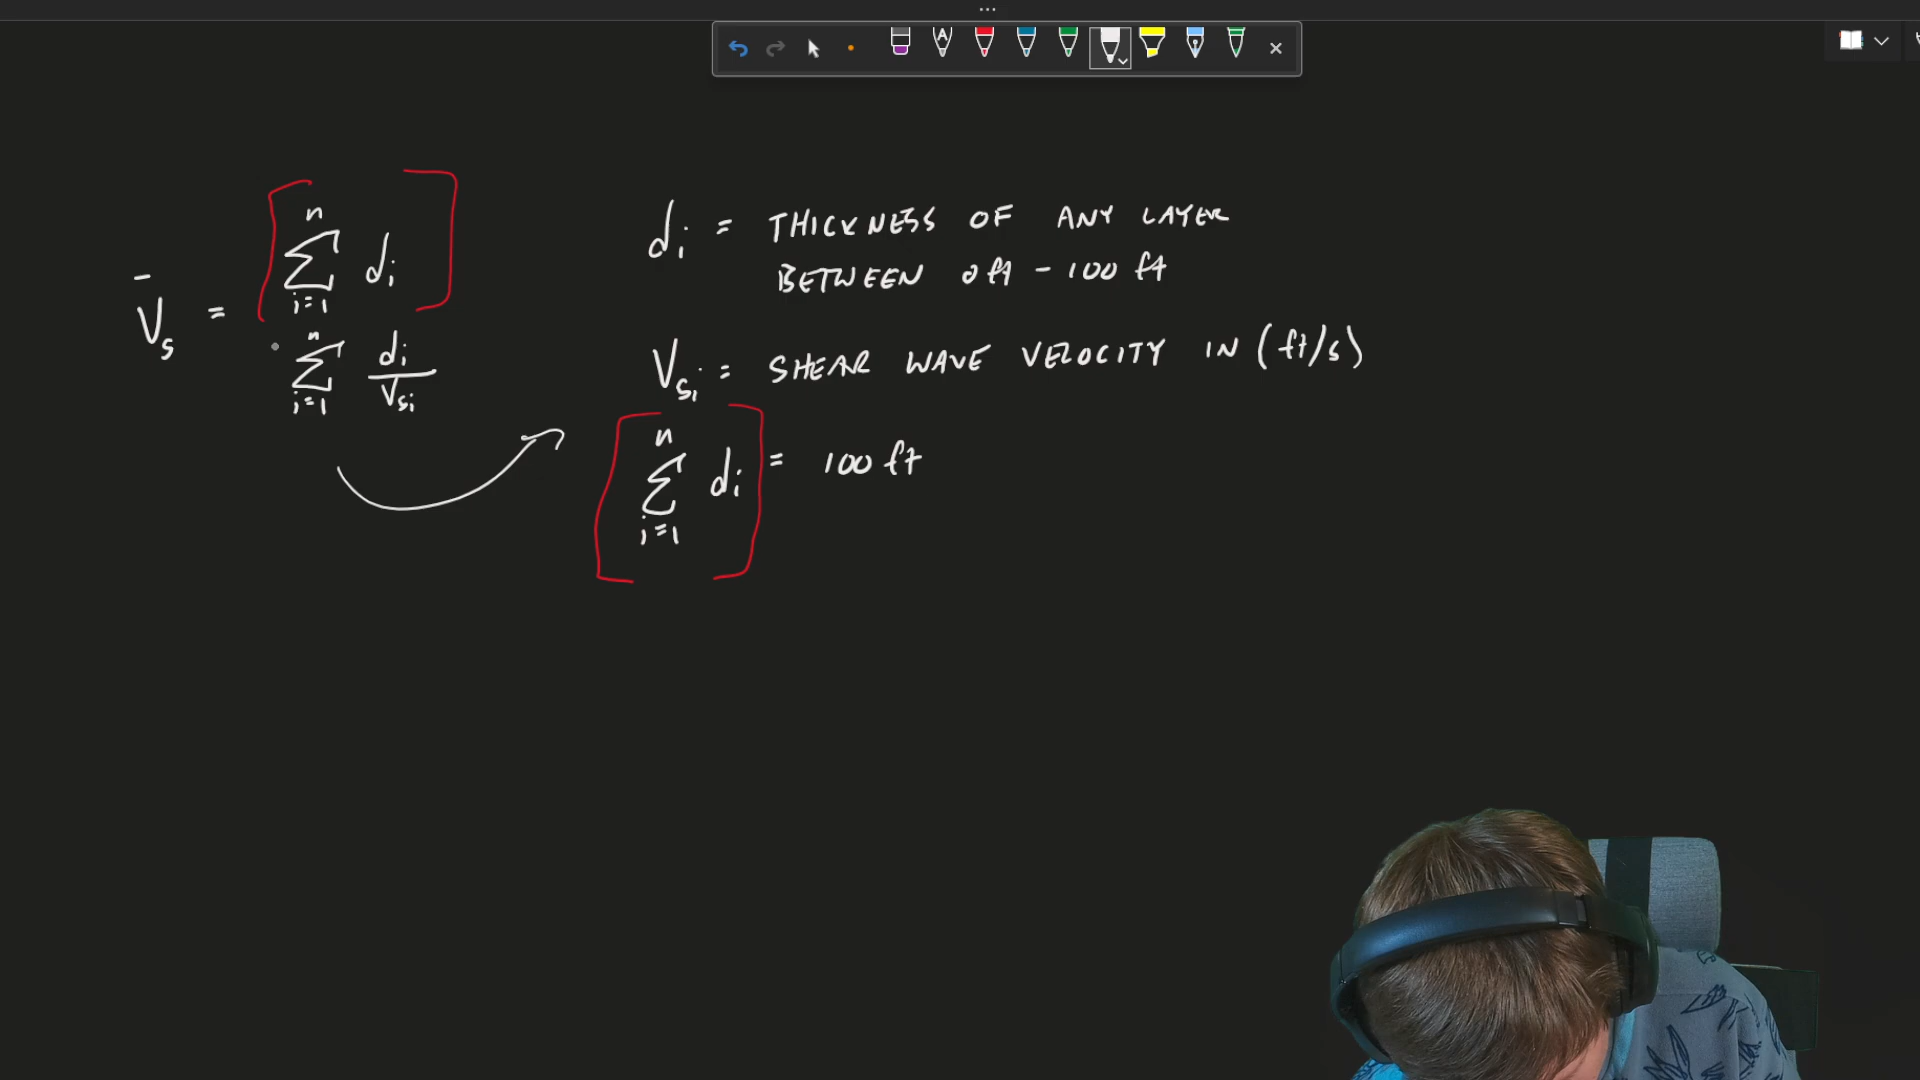 V̄s = Σ(i=1 to n) di / Σ(i=1 to n) (di / Vsi)
di = THICKNESS OF ANY LAYER
BETWEEN 0 ft - 100 ft
Vsi = SHEAR WAVE VELOCITY IN (ft/s)
[Σ(i=1 to n) di] = 100 ft